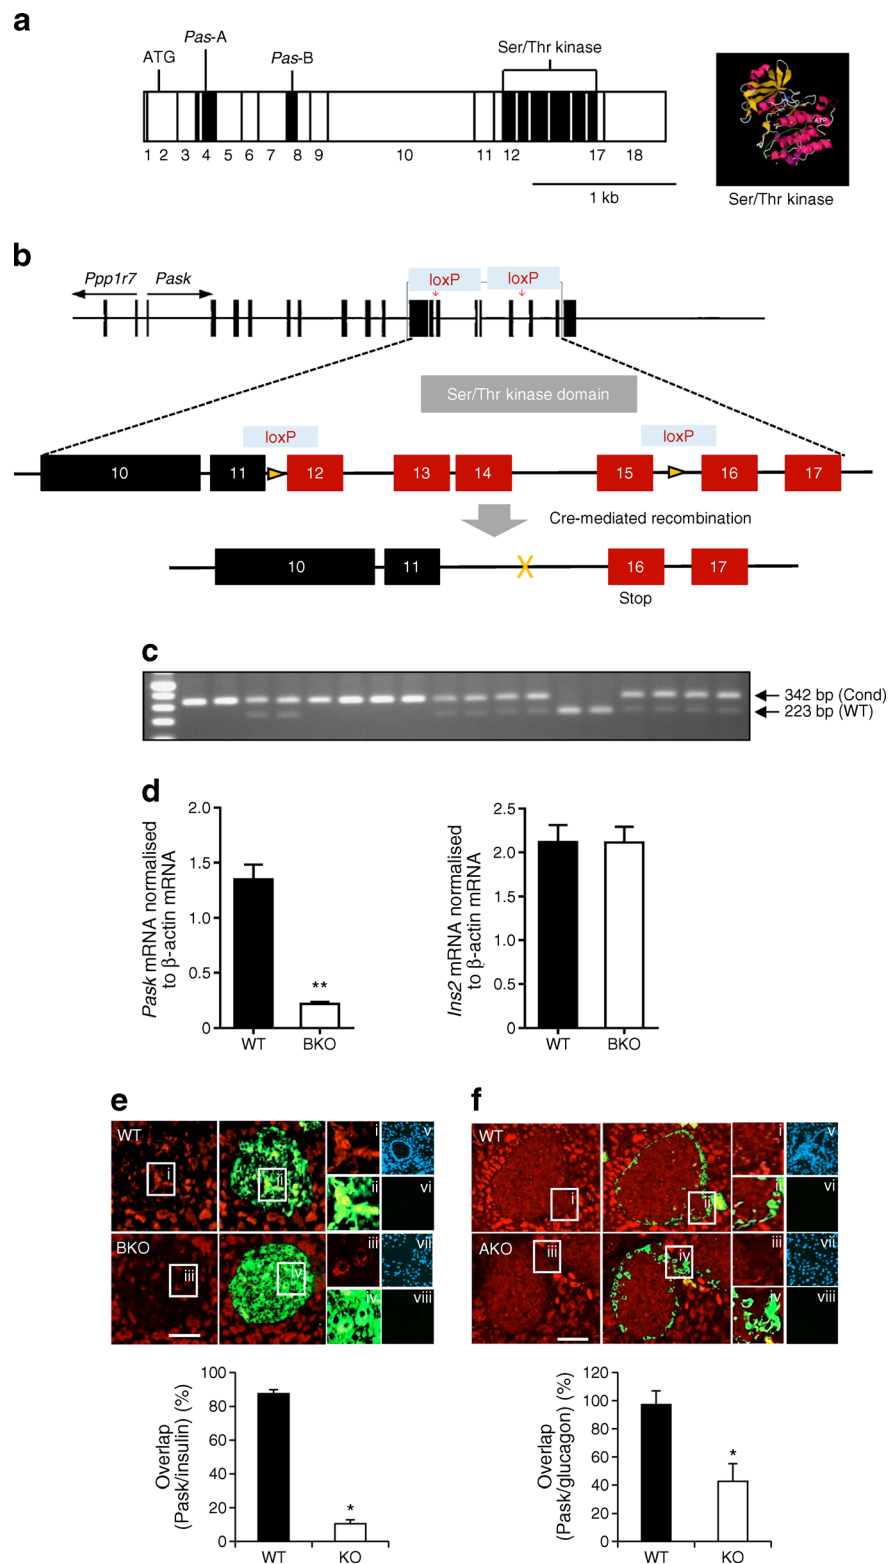 a
Pas-A
ATG
Pas-B
Ser/Thr kinase
1 2 3 4 5 6 7 8 9 10 11 12 17 18
1 kb
ATP
Ser/Thr kinase
b
Ppp1r7 Pask
loxP loxP
Ser/Thr kinase domain
loxP loxP
10 11 12 13 14 15 16 17
Cre-mediated recombination
10 11 16 17
Stop
c
342 bp (Cond)
223 bp (WT)
d
Pask mRNA normalised
to β-actin mRNA
2.0
1.5
1.0
0.5
0
**
WT BKO
Ins2 mRNA normalised
to β-actin mRNA
2.5
2.0
1.5
1.0
0.5
0
WT BKO
e
WT
i ii i v
ii vi
BKO
iii iv iii vii
iv viii
Overlap
(Pask/insulin) (%)
100
80
60
40
20
0
*
WT KO
f
WT
i ii i v
ii vi
AKO
iii iv iii vii
iv viii
Overlap
(Pask/glucagon) (%)
120
100
80
60
40
20
0
*
WT KO